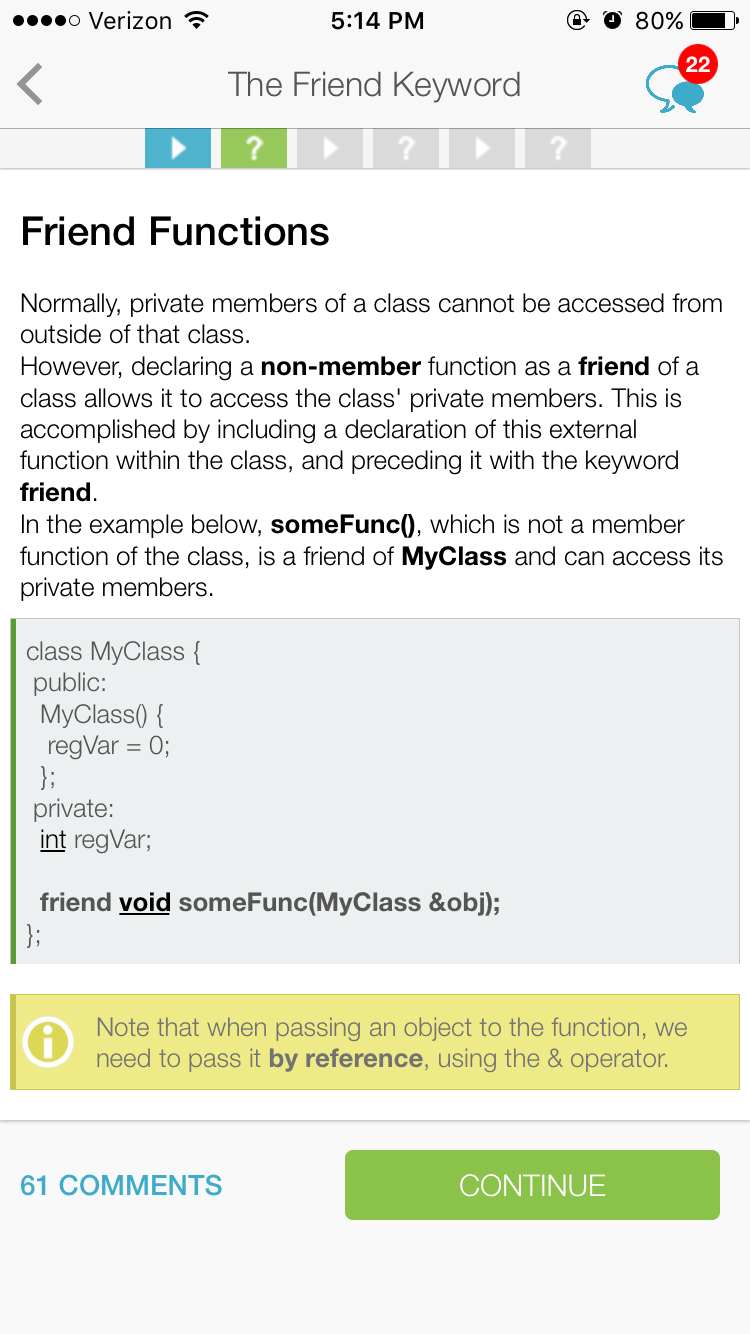 Verizon 5:14 PM 80%
The Friend Keyword 22
? ? ?
Friend Functions
Normally, private members of a class cannot be accessed from
outside of that class.
However, declaring a non-member function as a friend of a
class allows it to access the class' private members. This is
accomplished by including a declaration of this external
function within the class, and preceding it with the keyword
friend.
In the example below, someFunc(), which is not a member
function of the class, is a friend of MyClass and can access its
private members.
class MyClass {
public:
MyClass() {
regVar = 0;
};
private:
int regVar;
friend void someFunc(MyClass &obj);
};
Note that when passing an object to the function, we
need to pass it by reference, using the & operator.
61 COMMENTS CONTINUE